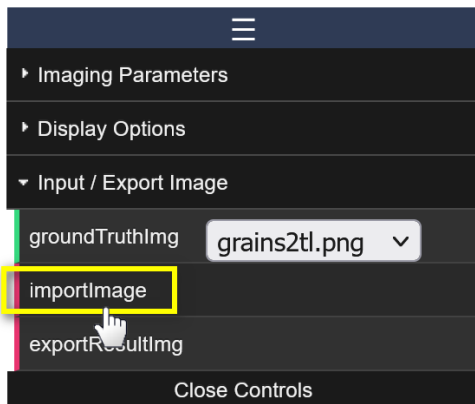 Imaging Parameters
Display Options
Input / Export Image
groundTruthImg grains2tl.png
importImage
exportResultImg
Close Controls